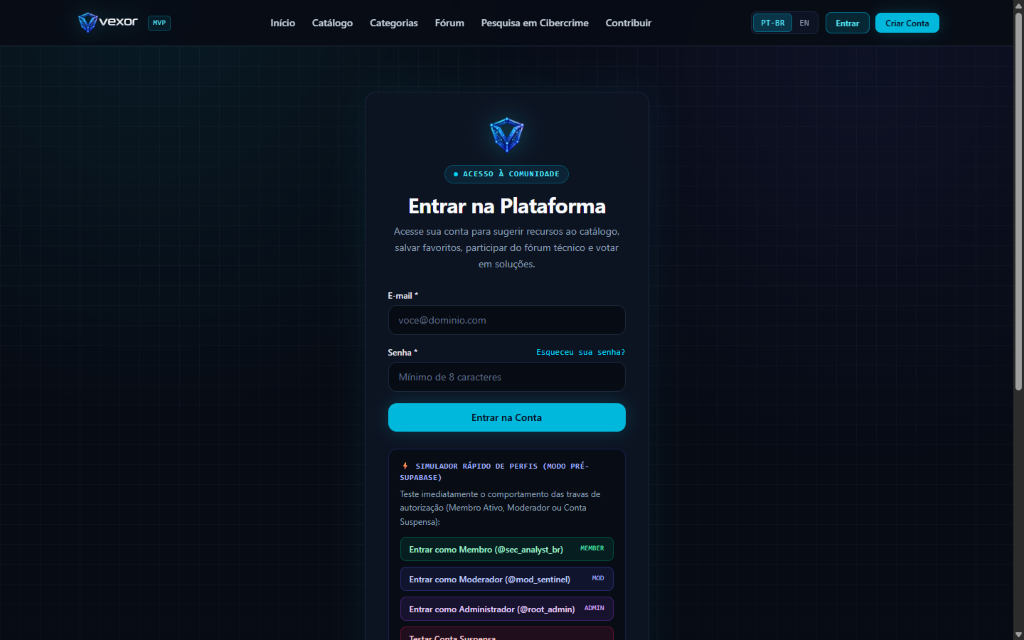 vexor MVP Início Catálogo Categorias Fórum Pesquisa em Cibercrime Contribuir PT-BR EN Entrar Criar Conta
ACESSO À COMUNIDADE
Entrar na Plataforma
Acesse sua conta para sugerir recursos ao catálogo,
salvar favoritos, participar do fórum técnico e votar
em soluções.
E-mail *
voce@dominio.com
Senha * Esqueceu sua senha?
Mínimo de 8 caracteres
Entrar na Conta
SIMULADOR RÁPIDO DE PERFIS (MODO PRÉ-
SUPABASE)
Teste imediatamente o comportamento das travas de
autorização (Membro Ativo, Moderador ou Conta
Suspensa):
Entrar como Membro (@sec_analyst_br) MEMBER
Entrar como Moderador (@mod_sentinel) MOD
Entrar como Administrador (@root_admin) ADMIN
Testar Conta Suspensa